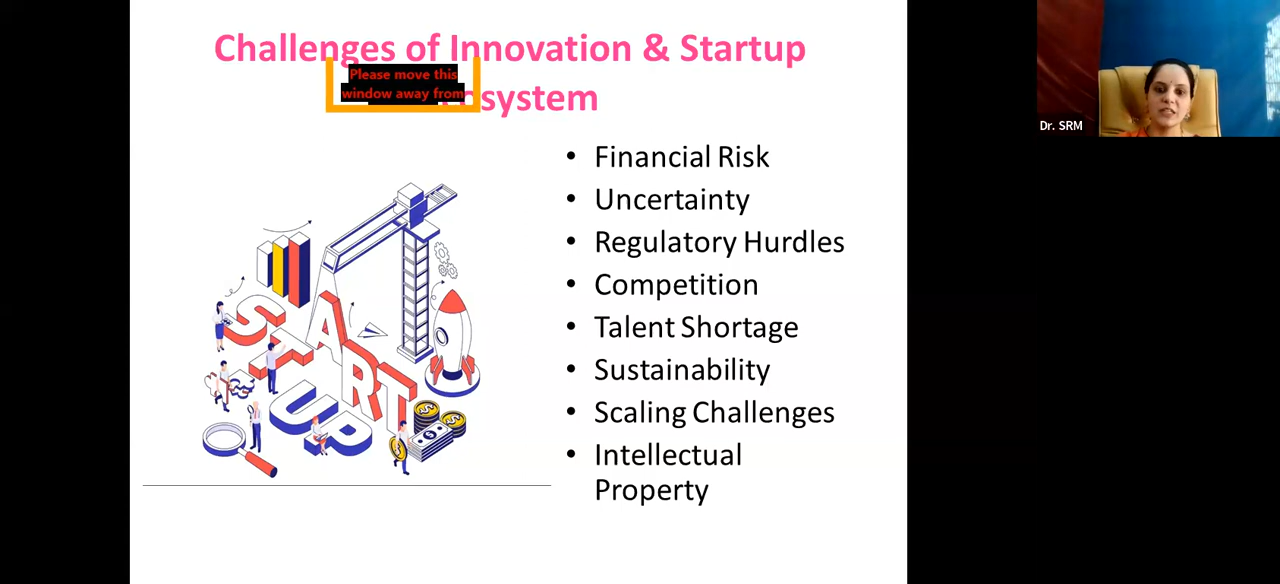 Challenges of Innovation & Startup
Please move this
window away from
osystem
Dr. SRM
• Financial Risk
• Uncertainty
• Regulatory Hurdles
• Competition
• Talent Shortage
• Sustainability
• Scaling Challenges
• Intellectual
Property
START
UP